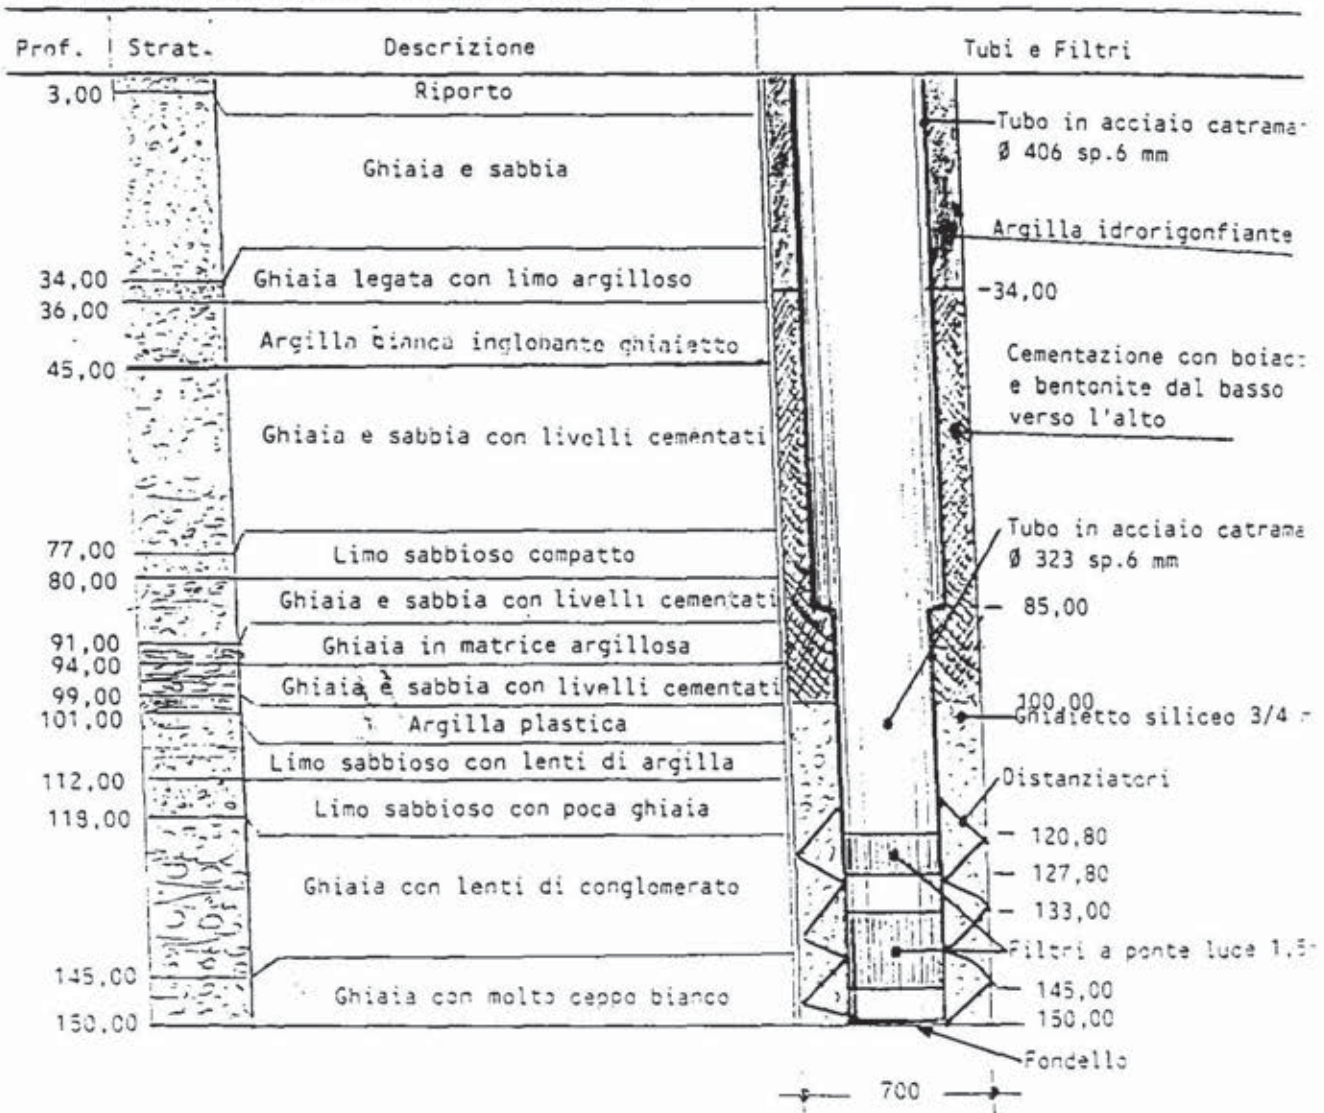 Prof. Strat. Descrizione Tubi e Filtri
3,00 Riporto
Tubo in acciaio catrama
Ø 406 sp.6 mm
Ghiaia e sabbia
Argilla idrorigonfiante
34,00 Ghiaia legata con limo argilloso
-34,00
36,00
Argilla bianca inglobante ghiaietto
45,00
Cementazione con boiac
e bentonite dal basso
verso l'alto
Ghiaia e sabbia con livelli cementati
Tubo in acciaio catrama
Ø 323 sp.6 mm
77,00 Limo sabbioso compatto
80,00
Ghiaia e sabbia con livelli cementati
85,00
91,00 Ghiaia in matrice argillosa
94,00
Ghiaia e sabbia con livelli cementati
99,00
100,00
Ghiaietto siliceo 3/4
101,00 Argilla plastica
Limo sabbioso con lenti di argilla
Distanziatori
112,00
Limo sabbioso con poca ghiaia
118,00
120,80
127,80
Ghiaia con lenti di conglomerato
133,00
Filtri a ponte luce 1,5
145,00
145,00
Ghiaia con molto ceppo bianco
150,00
150,00
Fondello
700